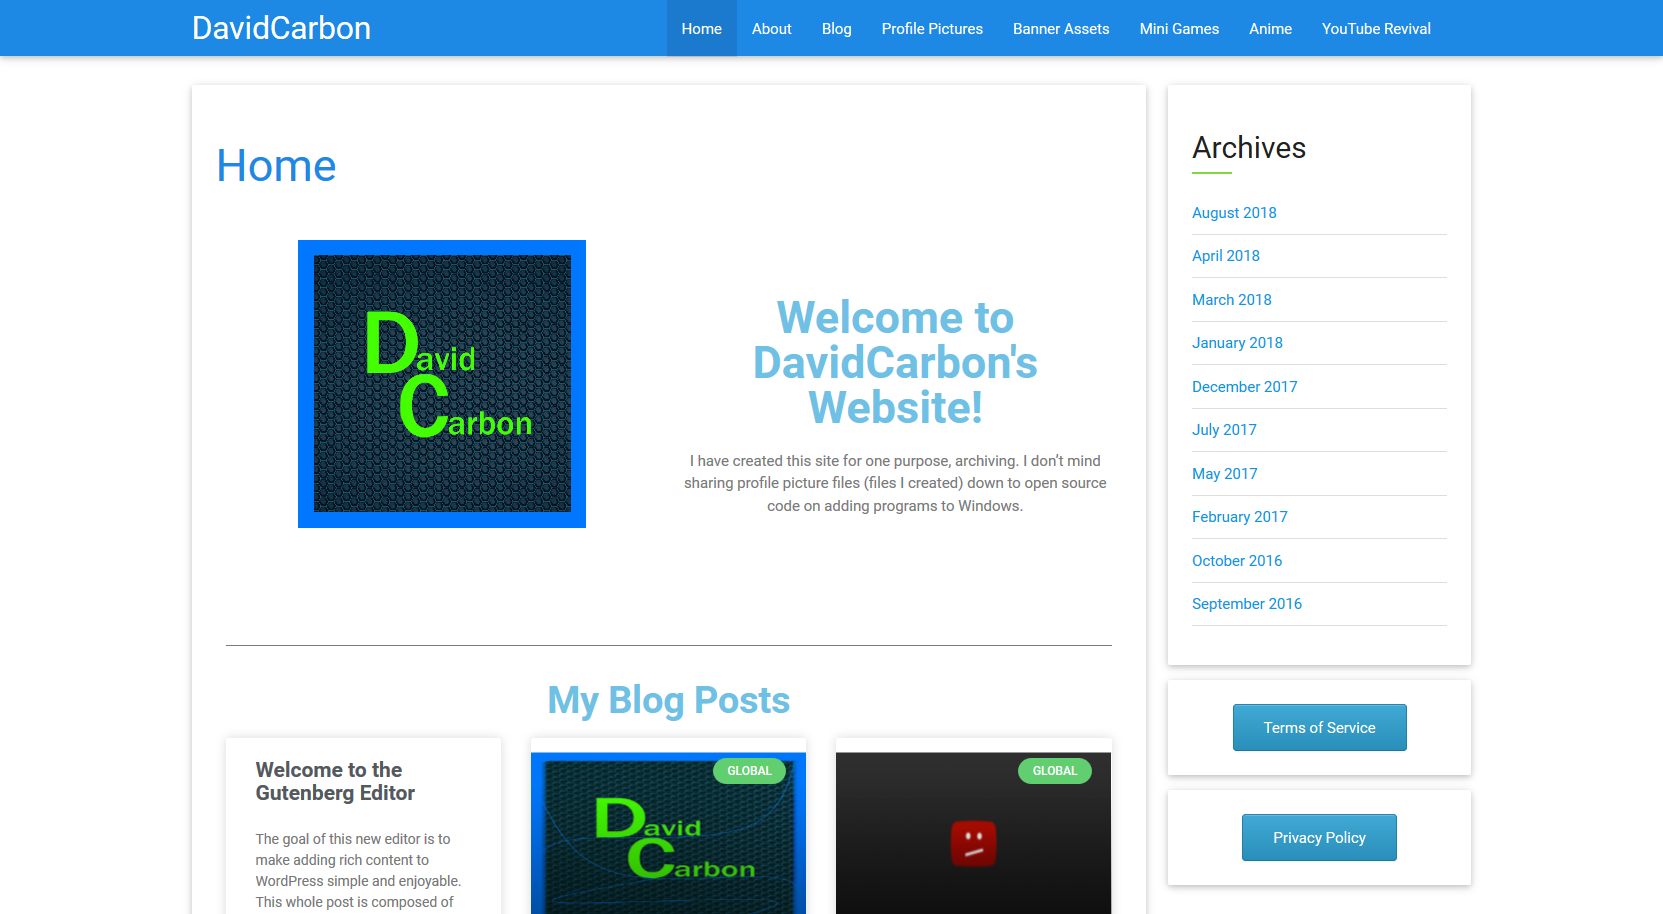 DavidCarbon
Home About Blog Profile Pictures Banner Assets Mini Games Anime YouTube Revival
Home
David
Carbon
Welcome to
DavidCarbon's
Website!
I have created this site for one purpose, archiving. I don't mind
sharing profile picture files (files I created) down to open source
code on adding programs to Windows.
My Blog Posts
Welcome to the
Gutenberg Editor
The goal of this new editor is to
make adding rich content to
WordPress simple and enjoyable.
This whole post is composed of
GLOBAL
David
Carbon
GLOBAL
Archives
August 2018
April 2018
March 2018
January 2018
December 2017
July 2017
May 2017
February 2017
October 2016
September 2016
Terms of Service
Privacy Policy